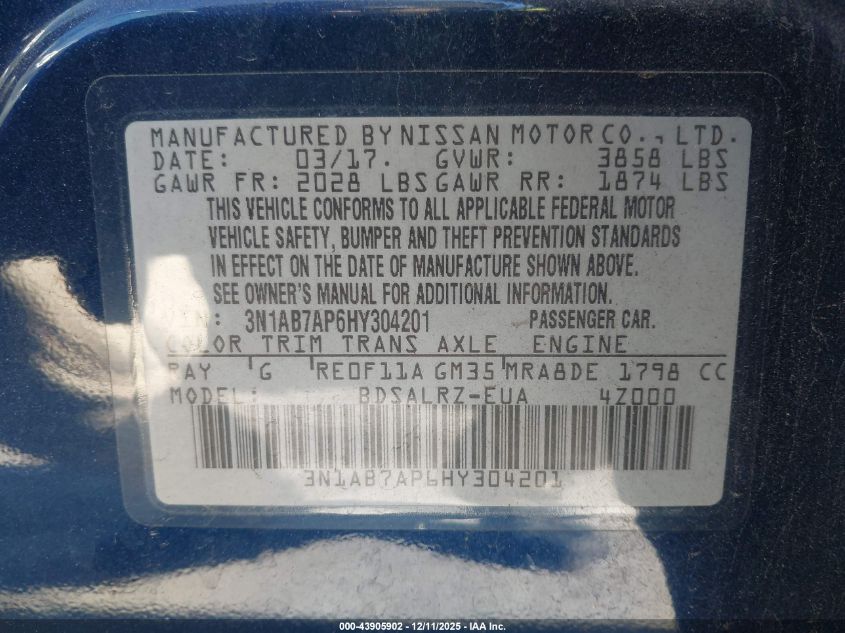 MANUFACTURED BY NISSAN MOTOR CO., LTD.
DATE: 03/17. GVWR: 3858 LBS
GAWR FR: 2028 LBS GAWR RR: 1874 LBS
THIS VEHICLE CONFORMS TO ALL APPLICABLE FEDERAL MOTOR
VEHICLE SAFETY, BUMPER AND THEFT PREVENTION STANDARDS
IN EFFECT ON THE DATE OF MANUFACTURE SHOWN ABOVE.
SEE OWNER'S MANUAL FOR ADDITIONAL INFORMATION.
VIN: 3N1AB7AP6HY304201 PASSENGER CAR.
COLOR TRIM TRANS AXLE ENGINE
RAY G RE0F11A GM35 MRA8DE 1798 CC
MODEL: BDSALRZ-EUA 4Z000
3N1AB7AP6HY304201
000-43905902 - 12/11/2025 - IAA Inc.